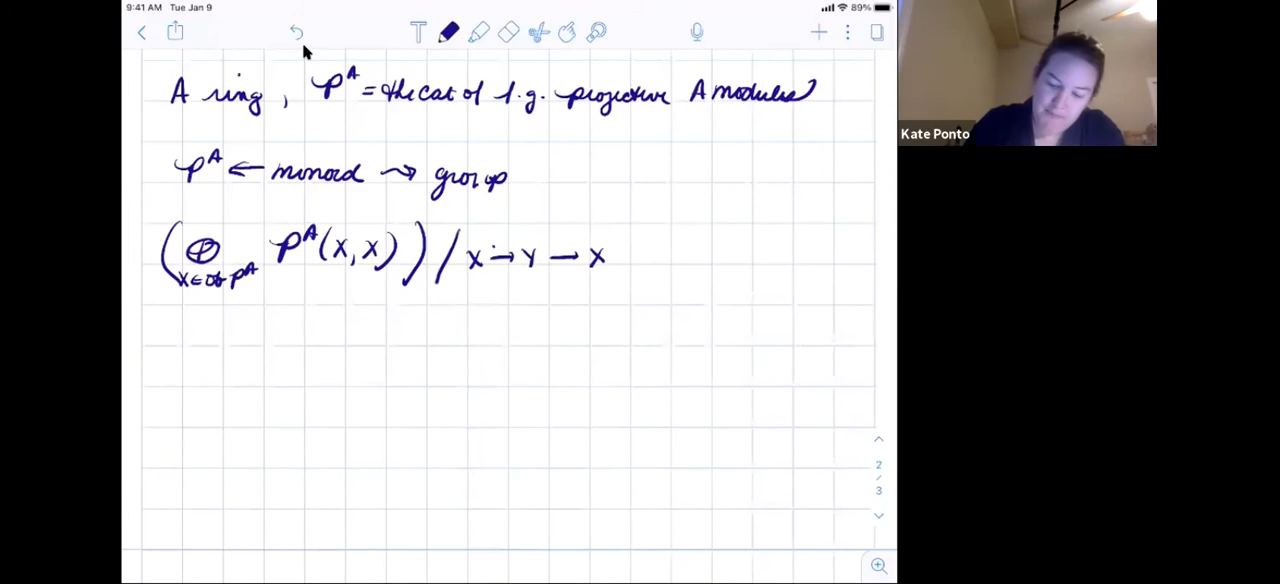 9:41 AM Tue Jan 9
89%
T
A ring, P^A = the cat of f.g. projective A modules
P^A ← monoid ⇝ group
(⊕_{X∈ob P^A} P^A(X,X)) / X→Y→X
Kate Ponto
2
/
3